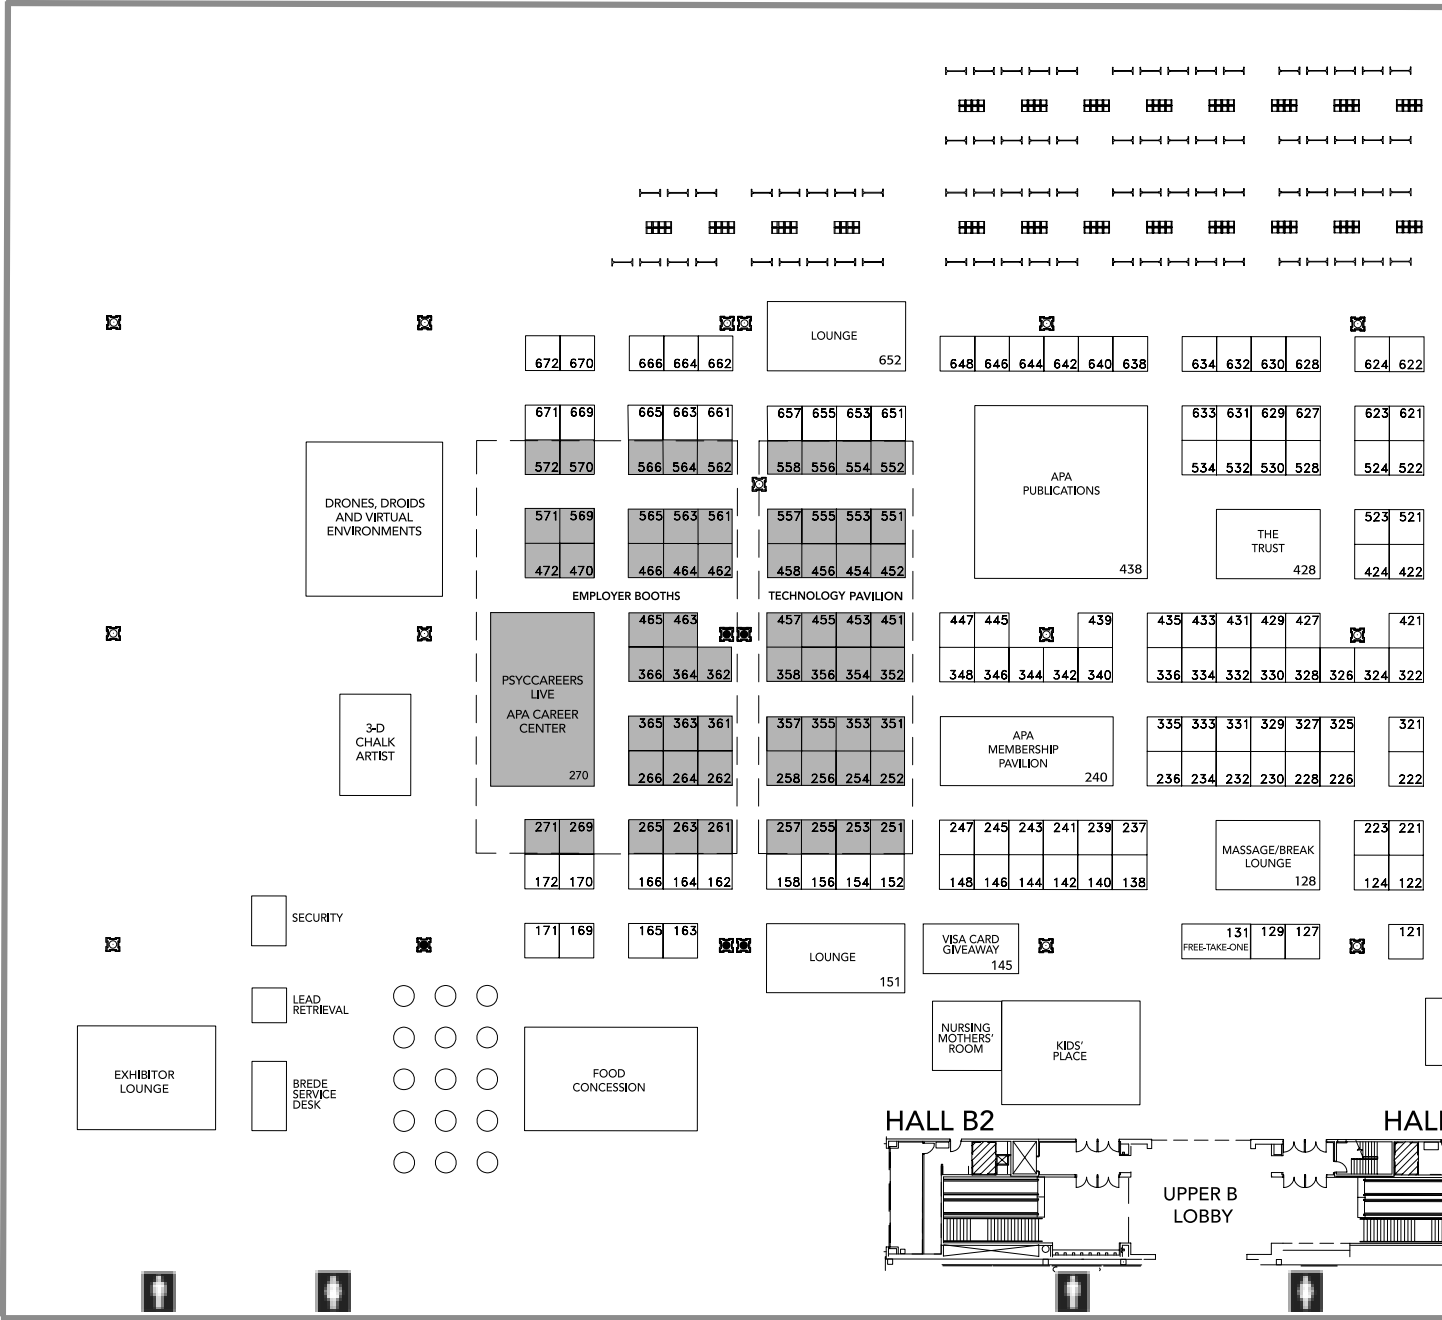 LOUNGE
652
672 670 666 664 662 648 646 644 642 640 638 634 632 630 628 624 622
671 669 665 663 661 657 655 653 651 633 631 629 627 623 621
572 570 566 564 562 558 556 554 552 534 532 530 528 524 522
APA
PUBLICATIONS
438
DRONES, DROIDS
AND VIRTUAL
ENVIRONMENTS
571 569 565 563 561 557 555 553 551 523 521
THE
TRUST
428
472 470 466 464 462 458 456 454 452 424 422
EMPLOYER BOOTHS
TECHNOLOGY PAVILION
465 463 457 455 453 451 447 445 439 435 433 431 429 427 421
366 364 362 358 356 354 352 348 346 344 342 340 336 334 332 330 328 326 324 322
PSYCCAREERS
LIVE
APA CAREER
CENTER
270
3-D
CHALK
ARTIST
365 363 361 357 355 353 351 335 333 331 329 327 325 321
APA
MEMBERSHIP
PAVILION
240
266 264 262 258 256 254 252 236 234 232 230 228 226 222
271 269 265 263 261 257 255 253 251 247 245 243 241 239 237 223 221
MASSAGE/BREAK
LOUNGE
128
172 170 166 164 162 158 156 154 152 148 146 144 142 140 138 124 122
SECURITY
171 169 165 163 131 129 127 121
FREE-TAKE-ONE
LOUNGE
151
VISA CARD
GIVEAWAY
145
LEAD
RETRIEVAL
NURSING
MOTHERS'
ROOM
KIDS'
PLACE
EXHIBITOR
LOUNGE
BREDE
SERVICE
DESK
FOOD
CONCESSION
HALL B2
HALL
UPPER B
LOBBY